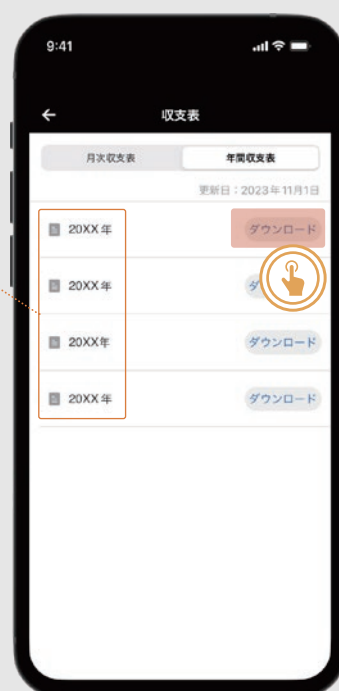 9:41
収支表
月次収支表 年間収支表
更新日：2023年11月1日
20XX年 ダウンロード
20XX年 ダ
20XX年 ダウンロード
20XX年 ダウンロード